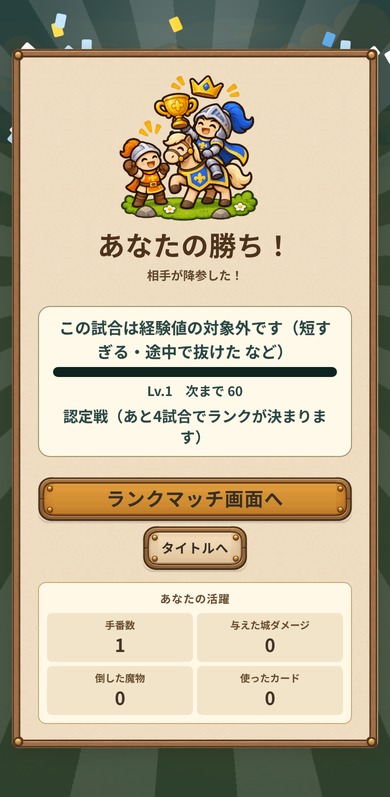 あなたの勝ち！
相手が降参した！
この試合は経験値の対象外です（短す
ぎる・途中で抜けた など）
Lv.1　次まで 60
認定戦（あと4試合でランクが決まりま
す）
ランクマッチ画面へ
タイトルへ
あなたの活躍
手番数
1
与えた城ダメージ
0
倒した魔物
0
使ったカード
0